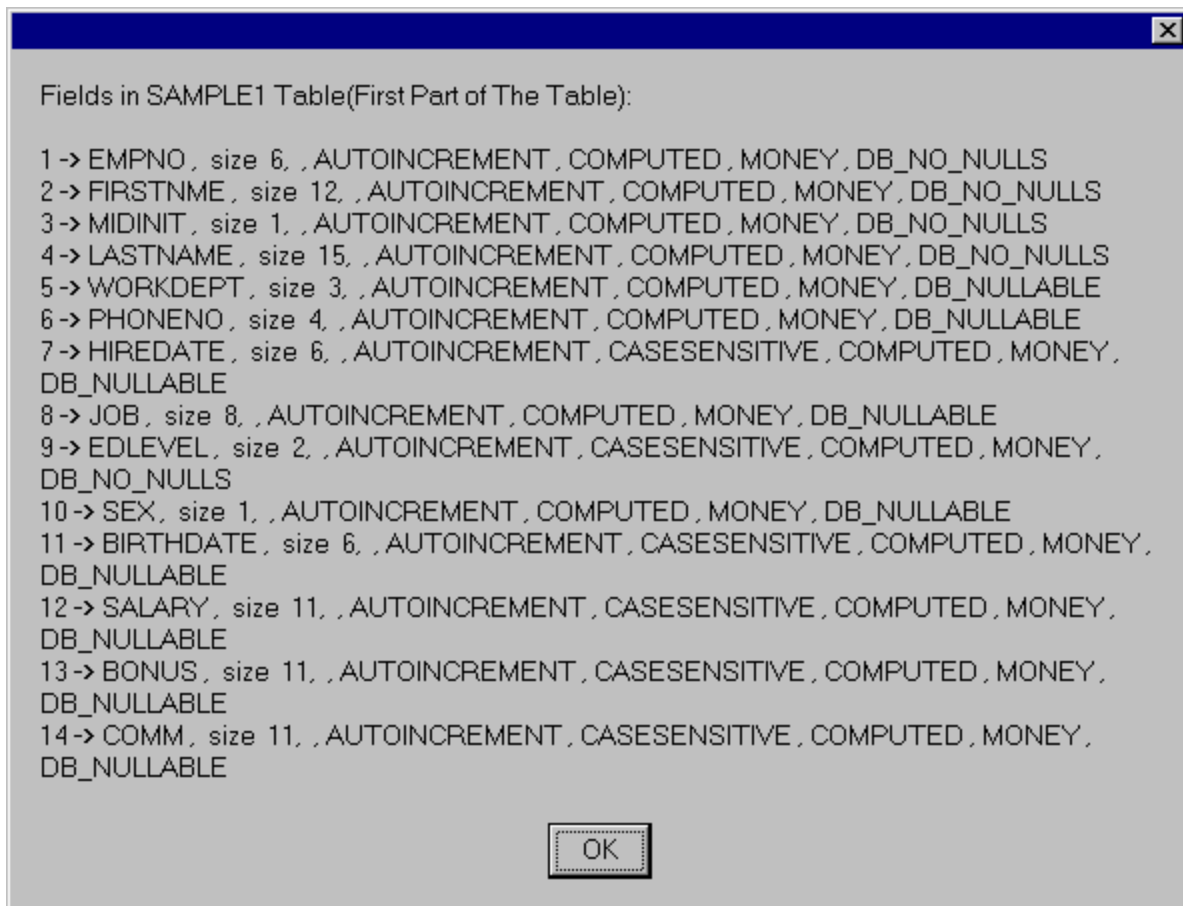 Fields in SAMPLE1 Table(First Part of The Table):
1 -> EMPNO , size 6, , AUTOINCREMENT , COMPUTED , MONEY , DB_NO_NULLS
2 -> FIRSTNME , size 12, , AUTOINCREMENT , COMPUTED , MONEY , DB_NO_NULLS
3 -> MIDINIT , size 1, , AUTOINCREMENT , COMPUTED , MONEY , DB_NO_NULLS
4 -> LASTNAME , size 15, , AUTOINCREMENT , COMPUTED , MONEY , DB_NO_NULLS
5 -> WORKDEPT , size 3, , AUTOINCREMENT , COMPUTED , MONEY , DB_NULLABLE
6 -> PHONENO , size 4, , AUTOINCREMENT , COMPUTED , MONEY , DB_NULLABLE
7 -> HIREDATE , size 6, , AUTOINCREMENT , CASESENSITIVE , COMPUTED , MONEY ,
DB_NULLABLE
8 -> JOB , size 8, , AUTOINCREMENT , COMPUTED , MONEY , DB_NULLABLE
9 -> EDLEVEL , size 2, , AUTOINCREMENT , CASESENSITIVE , COMPUTED , MONEY ,
DB_NO_NULLS
10 -> SEX , size 1, , AUTOINCREMENT , COMPUTED , MONEY , DB_NULLABLE
11 -> BIRTHDATE , size 6, , AUTOINCREMENT , CASESENSITIVE , COMPUTED , MONEY ,
DB_NULLABLE
12 -> SALARY , size 11, , AUTOINCREMENT , CASESENSITIVE , COMPUTED , MONEY ,
DB_NULLABLE
13 -> BONUS , size 11, , AUTOINCREMENT , CASESENSITIVE , COMPUTED , MONEY ,
DB_NULLABLE
14 -> COMM , size 11, , AUTOINCREMENT , CASESENSITIVE , COMPUTED , MONEY ,
DB_NULLABLE
OK